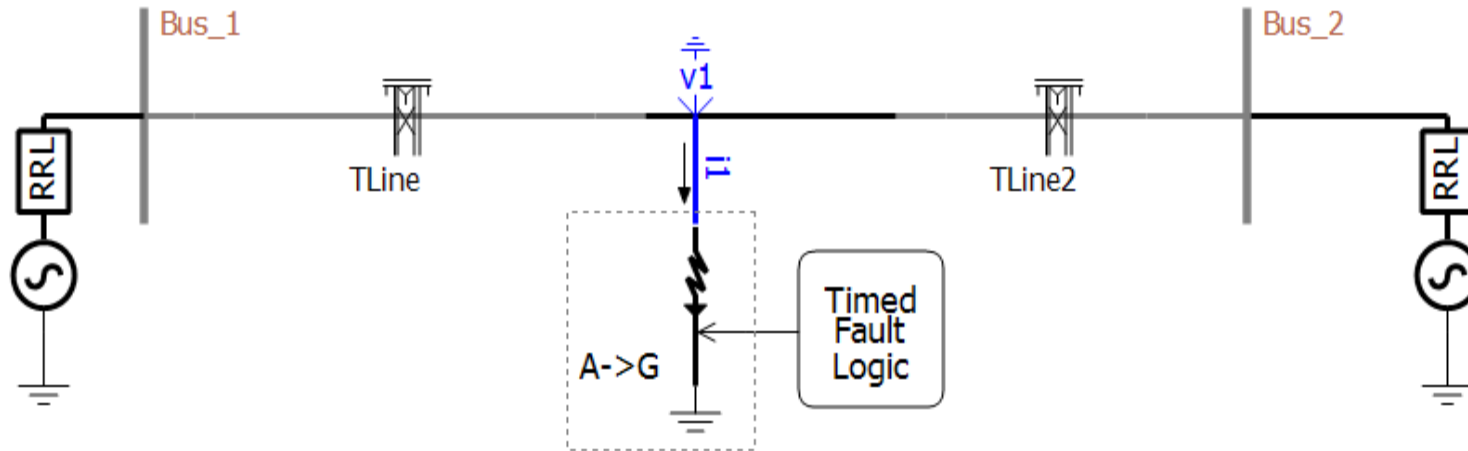 Bus_1
Bus_2
v1
RRL
RRL
i1
TLine
TLine2
Timed
Fault
Logic
A->G